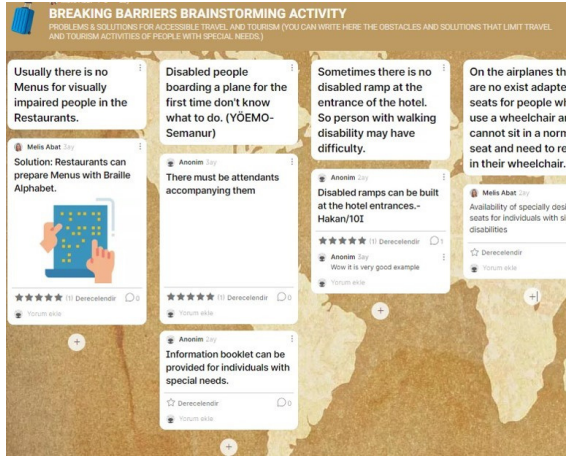 BREAKING BARRIERS BRAINSTORMING ACTIVITY
PROBLEMS & SOLUTIONS FOR ACCESSIBLE TRAVEL AND TOURISM (YOU CAN WRITE HERE THE OBSTACLES AND SOLUTIONS THAT LIMIT TRAVEL
AND TOURISM ACTIVITIES OF PEOPLE WITH SPECIAL NEEDS.)
Usually there is no
Menus for visually
impaired people in the
Restaurants.
Melis Abat 3ay
Solution: Restaurants can
prepare Menus with Braille
Alphabet.
(1) Derecelendir 0
Yorum ekle
Disabled people
boarding a plane for the
first time don't know
what to do. (YÖEMO-
Semanur)
Anonim 3ay
There must be attendants
accompanying them
(1) Derecelendir 0
Yorum ekle
Anonim 2ay
Information booklet can be
provided for individuals with
special needs.
Derecelendir 0
Yorum ekle
Sometimes there is no
disabled ramp at the
entrance of the hotel.
So person with walking
disability may have
difficulty.
Anonim 2ay
Disabled ramps can be built
at the hotel entrances.-
Hakan/10I
(1) Derecelendir 1
Anonim 3ay
Wow it is very good example
Yorum ekle
On the airplanes th
are no exist adapte
seats for people wh
use a wheelchair an
cannot sit in a norm
seat and need to re
in their wheelchair.
Melis Abat 2ay
Availability of specially desi
seats for individuals with si
disabilities
Derecelendir
Yorum ekle